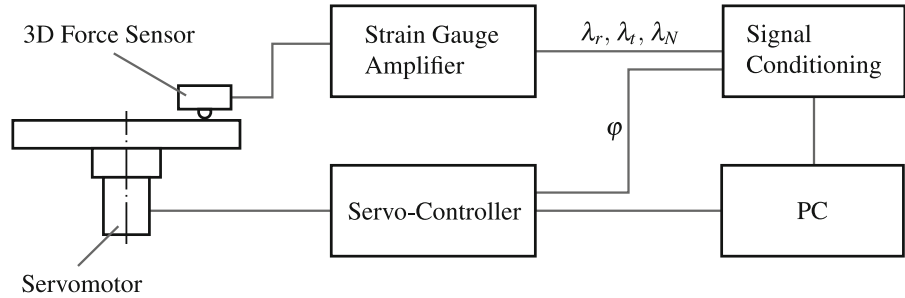 3D Force Sensor
Strain Gauge
Amplifier
λr, λt, λN
Signal
Conditioning
φ
Servo-Controller
PC
Servomotor